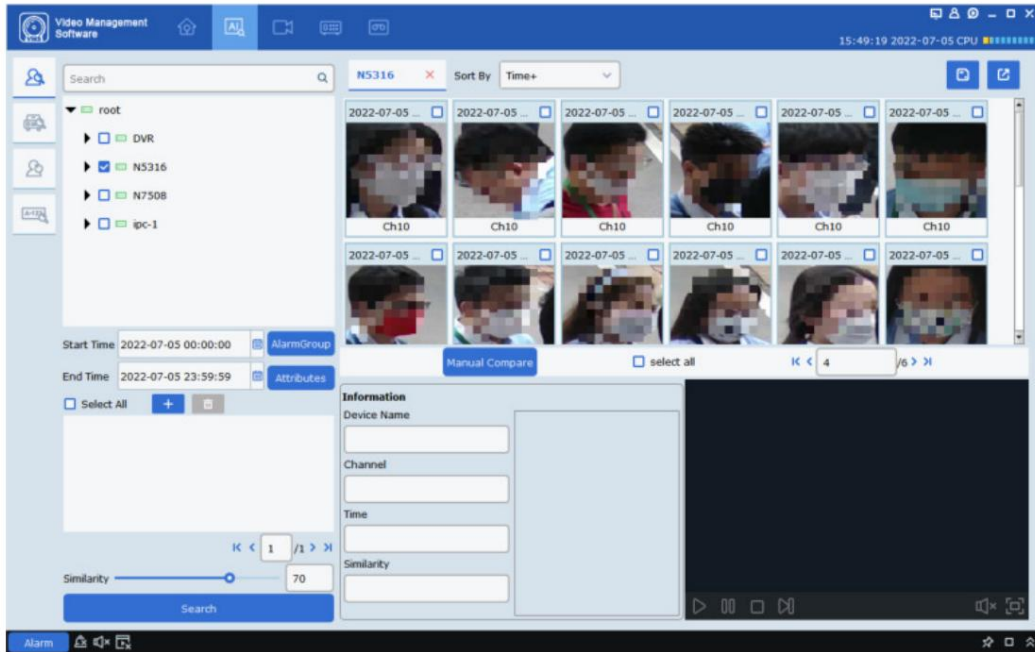 Video Management
Software
AI
15:49:19 2022-07-05 CPU
Search
N5316
Sort By
Time+
root
DVR
N5316
N7508
ipc-1
2022-07-05 ...
2022-07-05 ...
2022-07-05 ...
2022-07-05 ...
2022-07-05 ...
2022-07-05 ...
Ch10
Ch10
Ch10
Ch10
Ch10
Ch10
2022-07-05 ...
2022-07-05 ...
2022-07-05 ...
2022-07-05 ...
2022-07-05 ...
2022-07-05 ...
Start Time 2022-07-05 00:00:00 AlarmGroup
End Time 2022-07-05 23:59:59 Attributes
Select All
1 /1
Similarity 70
Search
Manual Compare
select all
4 /6
Information
Device Name
Channel
Time
Similarity
Alarm